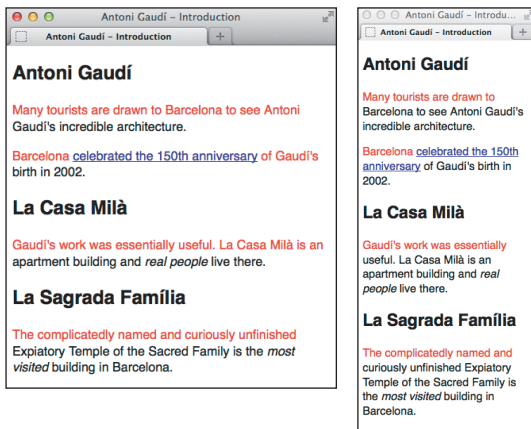 Antoni Gaudí – Introduction
Antoni Gaudí – Introduction
+
Antoni Gaudí
Many tourists are drawn to Barcelona to see Antoni
Gaudí's incredible architecture.
Barcelona celebrated the 150th anniversary of Gaudí's
birth in 2002.
La Casa Milà
Gaudí's work was essentially useful. La Casa Milà is an
apartment building and real people live there.
La Sagrada Família
The complicatedly named and curiously unfinished
Expiatory Temple of the Sacred Family is the most
visited building in Barcelona.
Antoni Gaudí – Introdu...
Antoni Gaudí – Introduction
+
Antoni Gaudí
Many tourists are drawn to
Barcelona to see Antoni Gaudí's
incredible architecture.
Barcelona celebrated the 150th
anniversary of Gaudí's birth in
2002.
La Casa Milà
Gaudí's work was essentially
useful. La Casa Milà is an
apartment building and real
people live there.
La Sagrada Família
The complicatedly named and
curiously unfinished Expiatory
Temple of the Sacred Family is
the most visited building in
Barcelona.